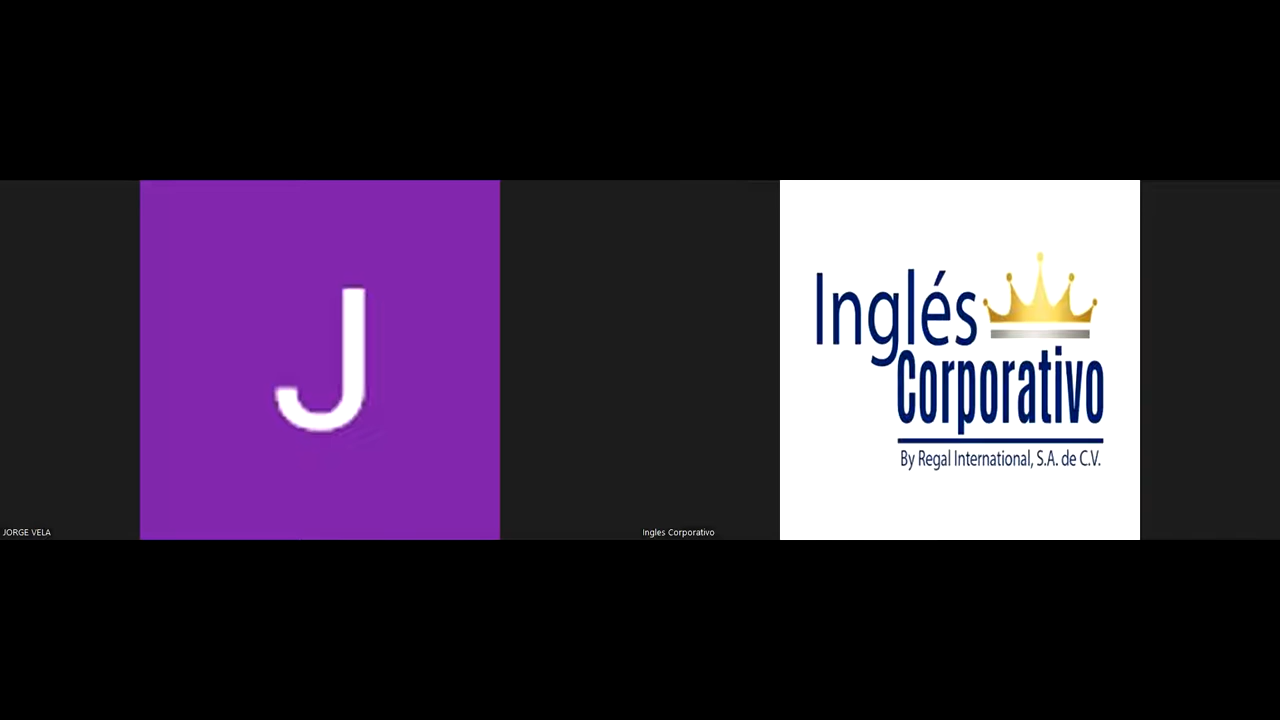 J
JORGE VELA
Inglés
Corporativo
By Regal International, S.A. de C.V.
Ingles Corporativo